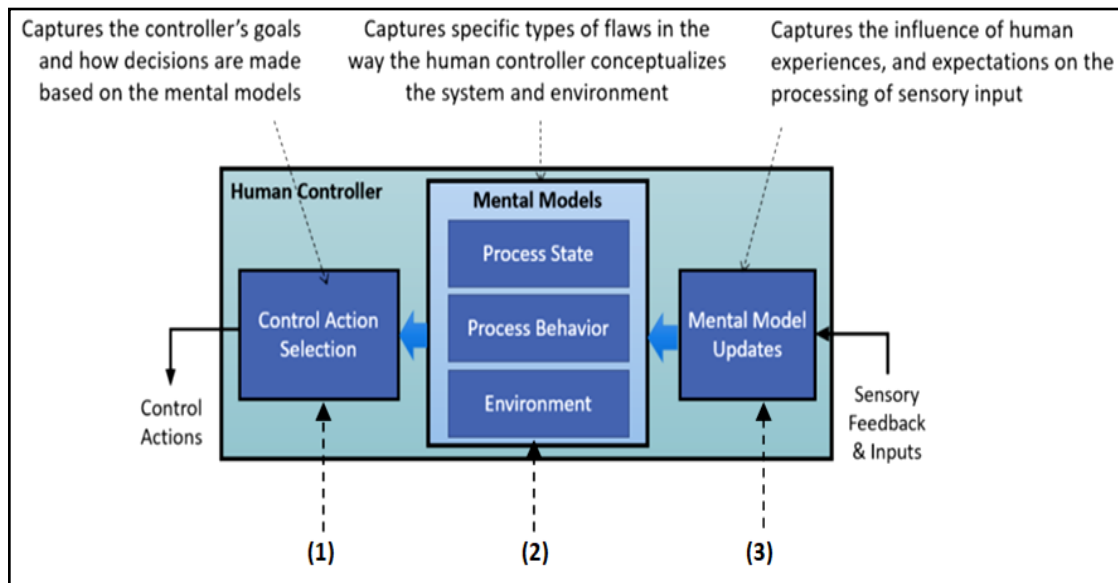 Captures the controller's goals
and how decisions are made
based on the mental models
Captures specific types of flaws in the
way the human controller conceptualizes
the system and environment
Captures the influence of human
experiences, and expectations on the
processing of sensory input
Human Controller
Mental Models
Process State
Process Behavior
Environment
Control Action
Selection
Mental Model
Updates
Control
Actions
Sensory
Feedback
& Inputs
(1)
(2)
(3)